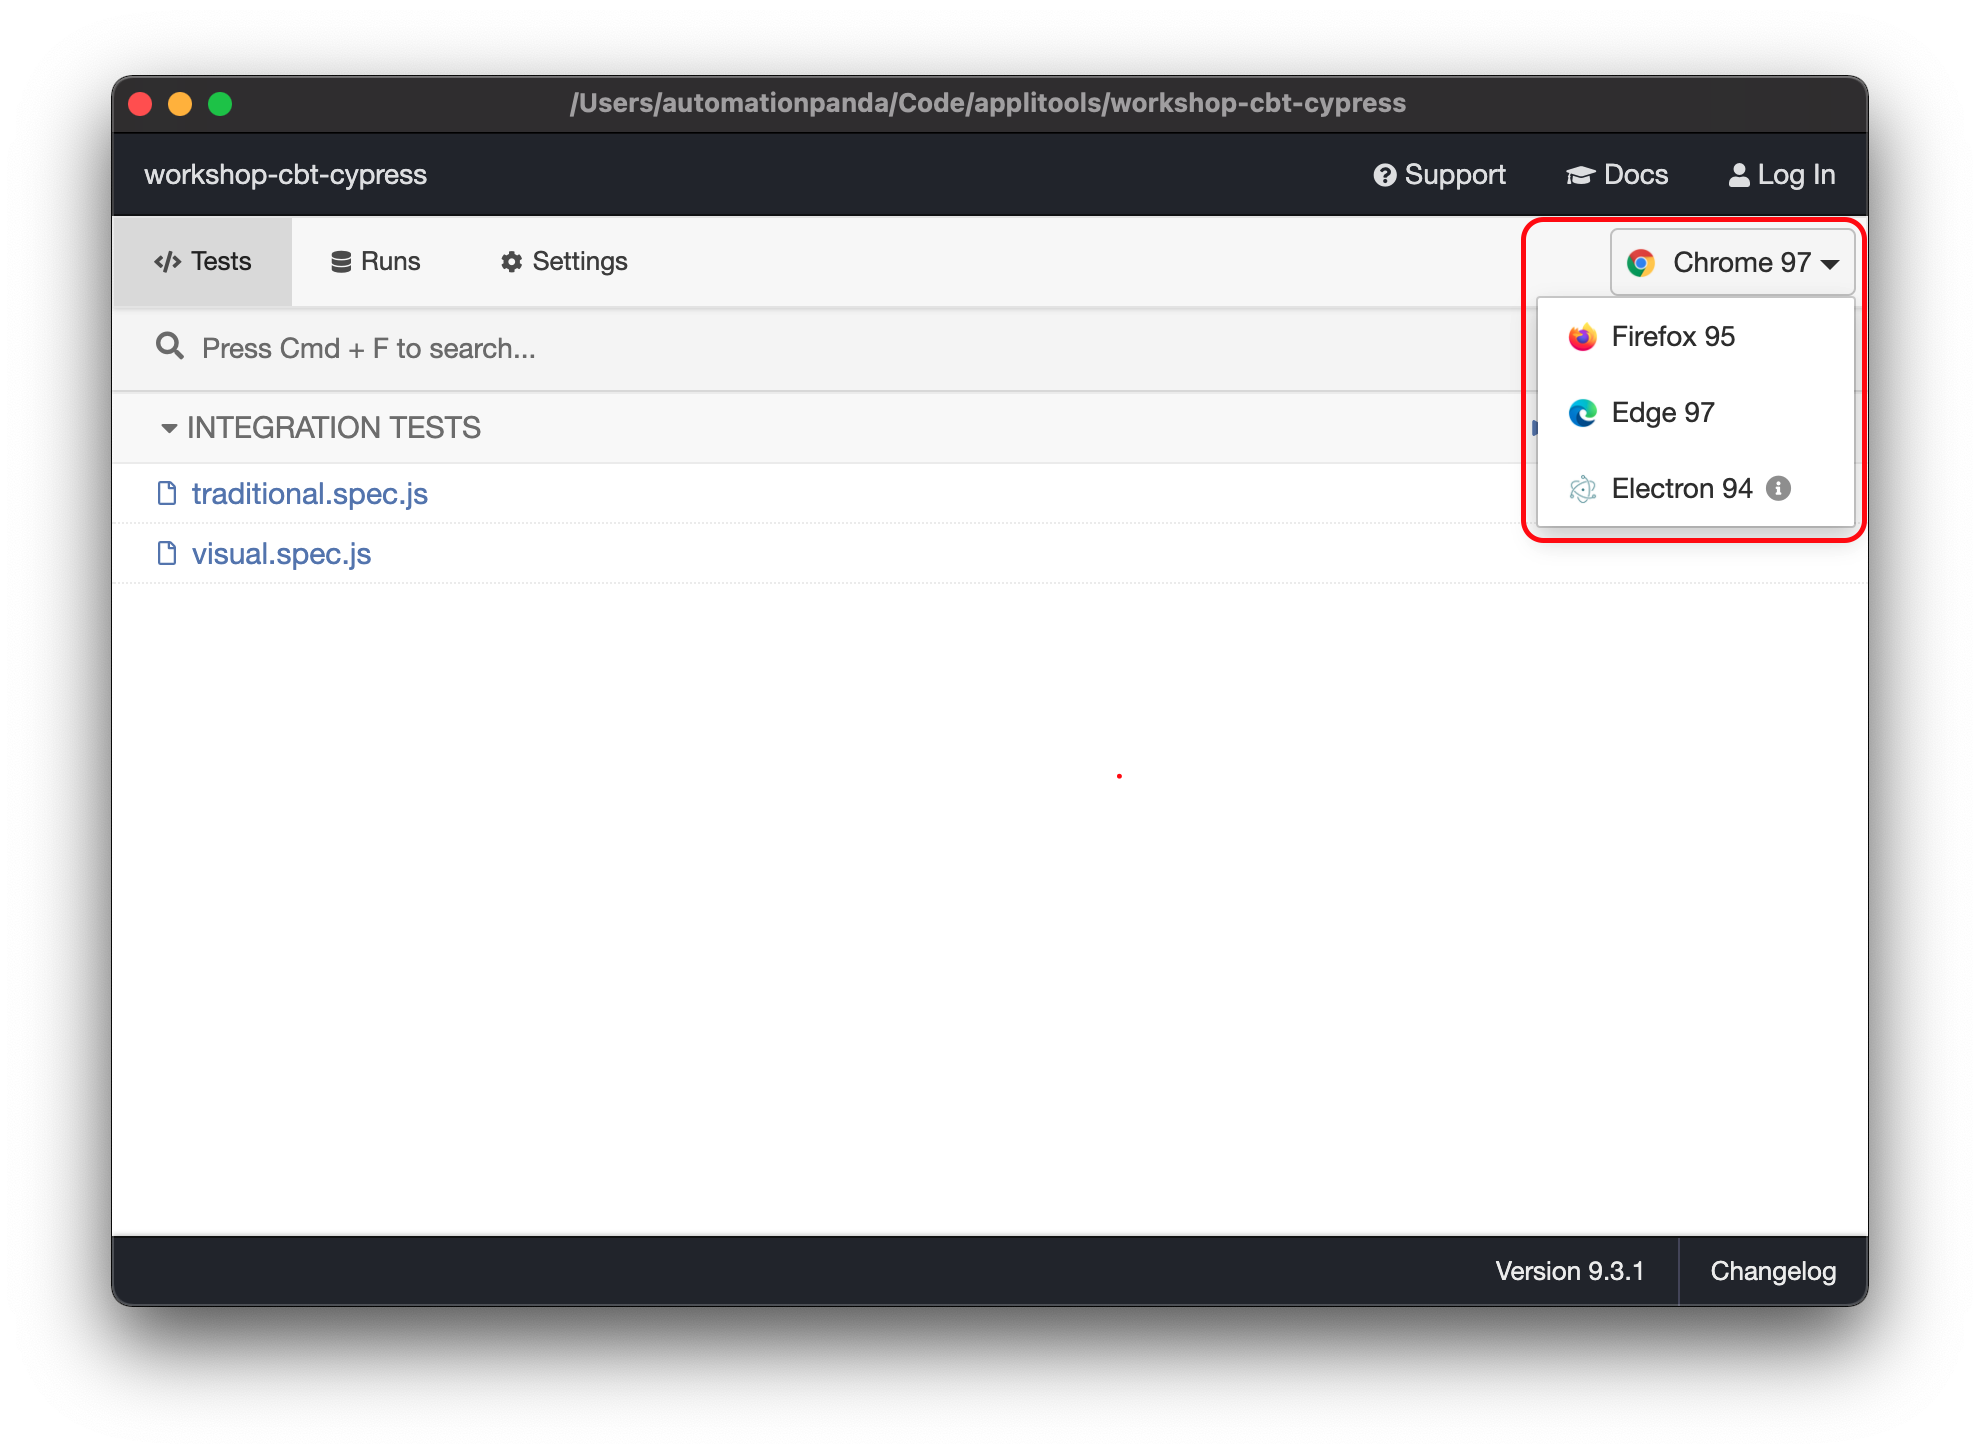 /Users/automationpanda/Code/applitools/workshop-cbt-cypress
workshop-cbt-cypress
Support
Docs
Log In
Tests
Runs
Settings
Chrome 97
Press Cmd + F to search...
Firefox 95
Edge 97
Electron 94
INTEGRATION TESTS
traditional.spec.js
visual.spec.js
Version 9.3.1
Changelog